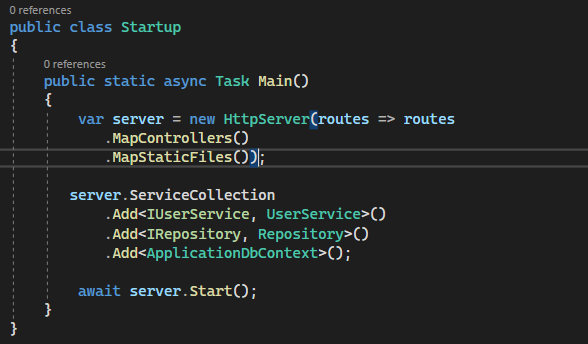 0 references
public class Startup
{
0 references
public static async Task Main()
{
var server = new HttpServer(routes => routes
.MapControllers()
.MapStaticFiles());
server.ServiceCollection
.Add<IUserService, UserService>()
.Add<IRepository, Repository>()
.Add<ApplicationDbContext>();
await server.Start();
}
}